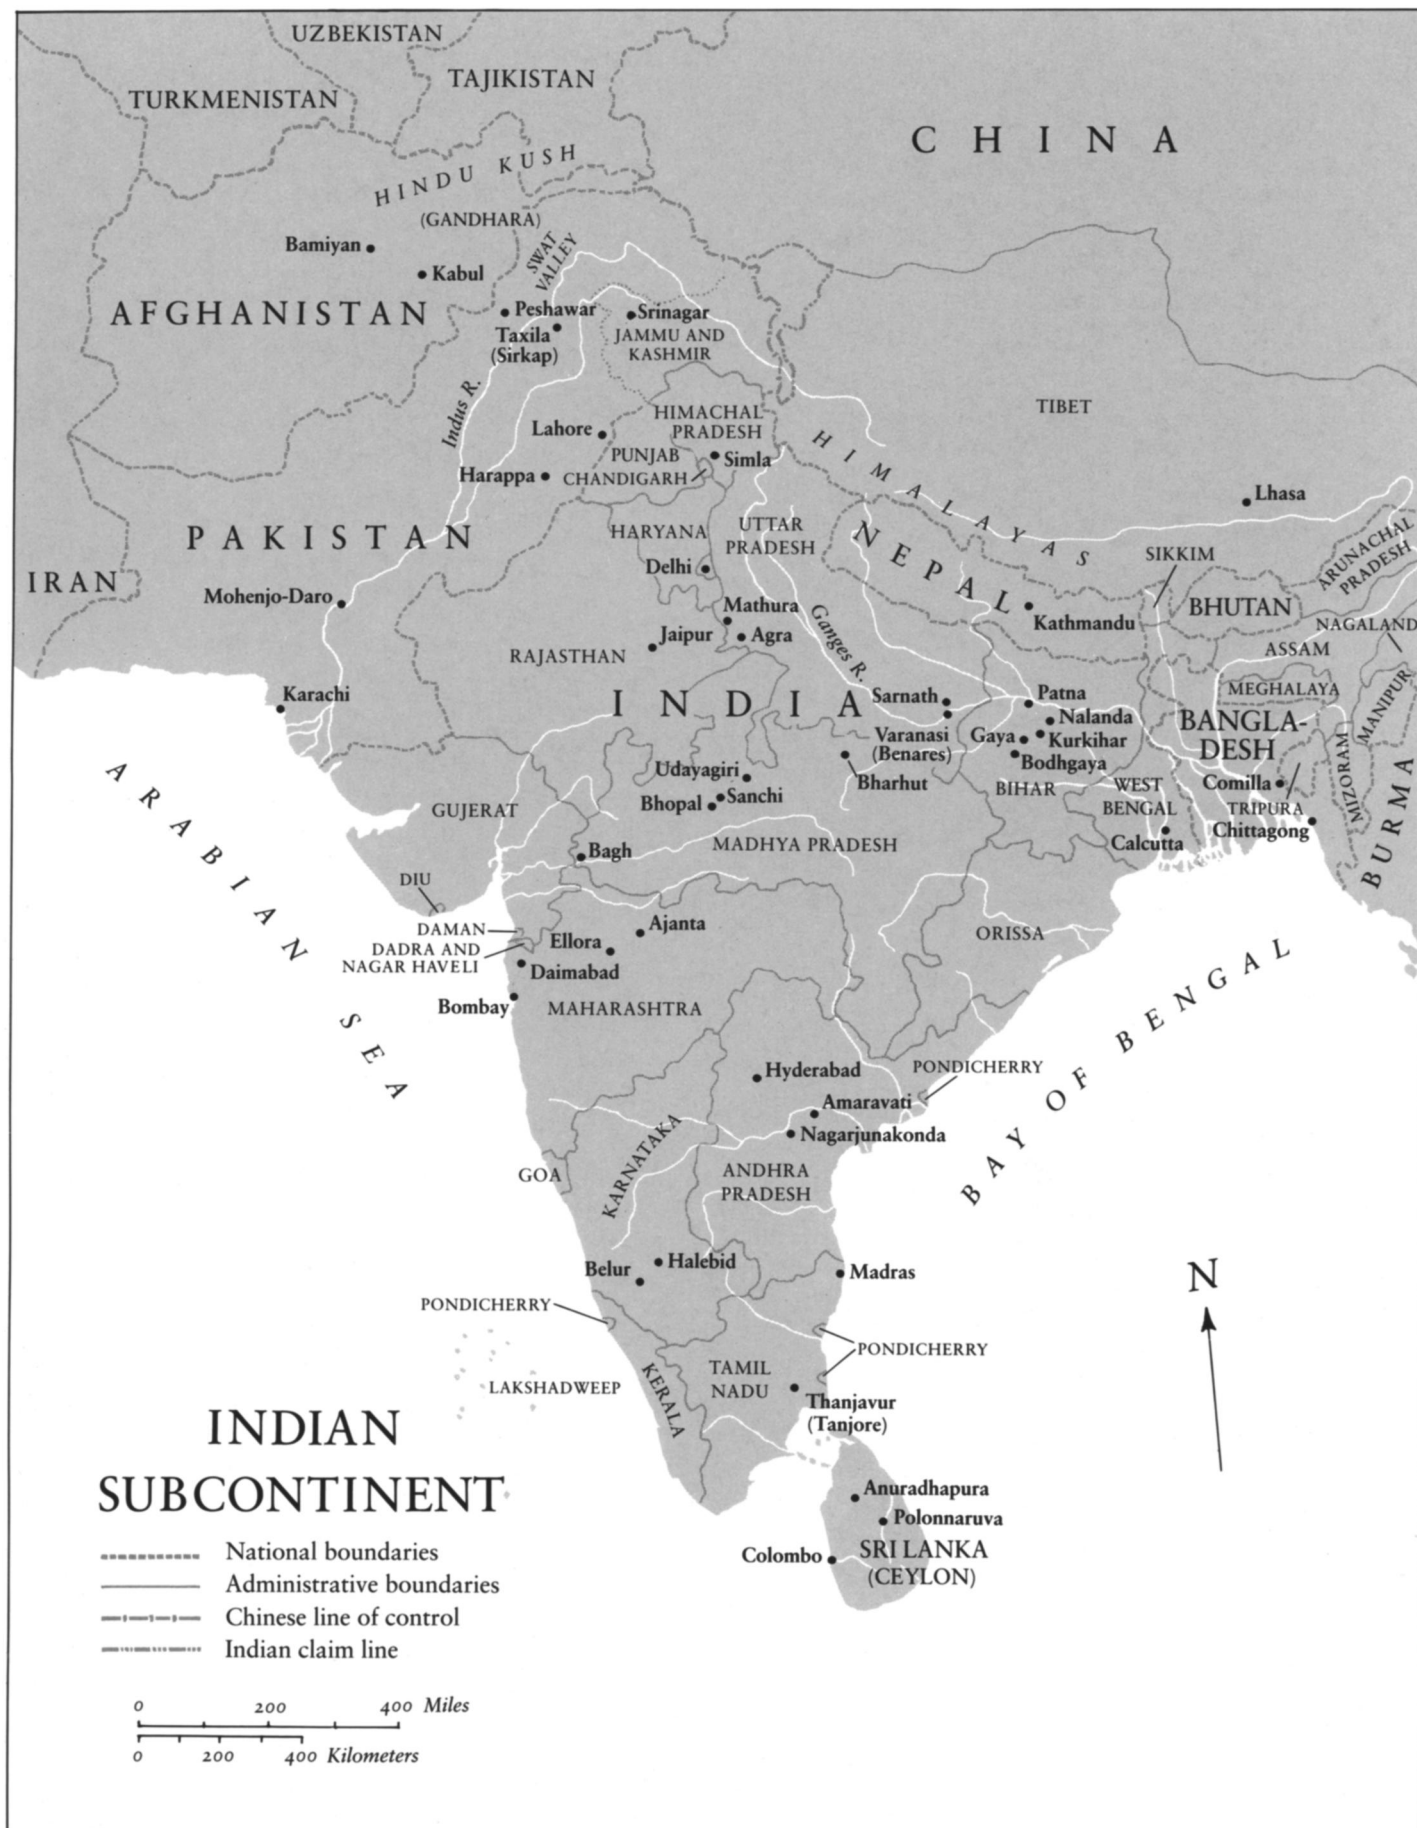 UZBEKISTAN
TAJIKISTAN
TURKMENISTAN
CHINA
HINDU KUSH
(GANDHARA)
Bamiyan
SWAT
VALLEY
Kabul
AFGHANISTAN
Peshawar
Srinagar
Taxila
(Sirkap)
JAMMU AND
KASHMIR
Indus R.
TIBET
HIMACHAL
PRADESH
Lahore
HIMALAYAS
PUNJAB
Simla
Harappa
CHANDIGARH
Lhasa
PAKISTAN
HARYANA
UTTAR
PRADESH
NEPAL
SIKKIM
ARUNACHAL
PRADESH
IRAN
Delhi
Mohenjo-Daro
Mathura
BHUTAN
Kathmandu
NAGALAND
Jaipur
Agra
Ganges R.
RAJASTHAN
ASSAM
Karachi
INDIA
Sarnath
Patna
MEGHALAYA
MANIPUR
Nalanda
BANGLA-
DESH
Varanasi
(Benares)
Gaya
Kurkihar
Bodhgaya
Udayagiri
Bharhut
BIHAR
WEST
BENGAL
Comilla
MIZORAM
Bhopal
Sanchi
TRIPURA
BURMA
GUJERAT
Chittagong
Calcutta
ARABIAN SEA
Bagh
MADHYA PRADESH
DIU
DAMAN
Ajanta
ORISSA
DADRA AND
NAGAR HAVELI
Ellora
Daimabad
Bombay
MAHARASHTRA
BAY OF BENGAL
Hyderabad
PONDICHERRY
Amaravati
Nagarjunakonda
KARNATAKA
GOA
ANDHRA
PRADESH
Halebid
Belur
Madras
N
PONDICHERRY
PONDICHERRY
LAKSHADWEEP
KERALA
TAMIL
NADU
Thanjavur
(Tanjore)
Anuradhapura
Polonnaruva
Colombo
SRI LANKA
(CEYLON)
INDIAN
SUBCONTINENT
National boundaries
Administrative boundaries
Chinese line of control
Indian claim line
0 200 400 Miles
0 200 400 Kilometers